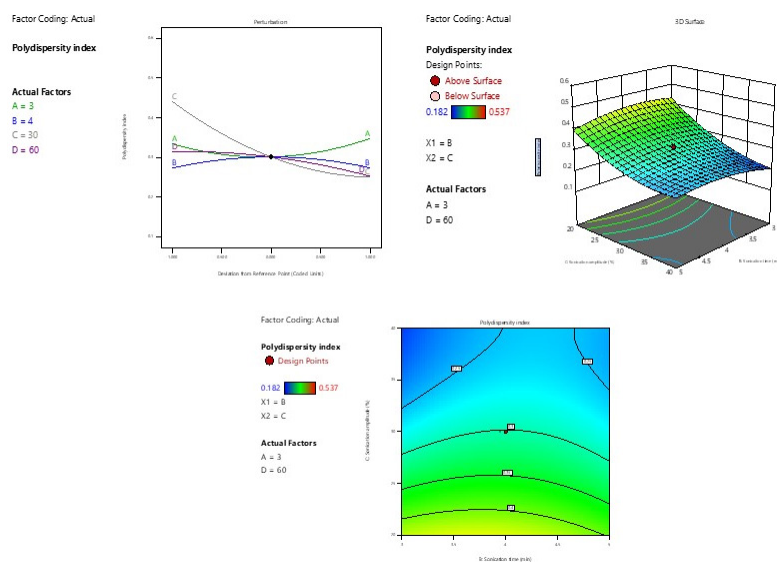 Factor Coding: Actual
Polydispersity index
Actual Factors
A = 3
B = 4
C = 30
D = 60
Perturbation
Polydispersity index
C
A
D
B
A
B
Deviation from Reference Point (Coded Units)
Factor Coding: Actual
Polydispersity index
Design Points:
Above Surface
Below Surface
0.182 0.537
X1 = B
X2 = C
Actual Factors
A = 3
D = 60
3D Surface
0.6
0.5
0.4
0.3
0.2
0.1
20
25
30
35
40
5
4.5
4
3.5
3
C: Sonication amplitude (%)
Factor Coding: Actual
Polydispersity index
Design Points
0.182 0.537
X1 = B
X2 = C
Actual Factors
A = 3
D = 60
Polydispersity index
C: Sonication amplitude (%)
B: Sonication time (min)